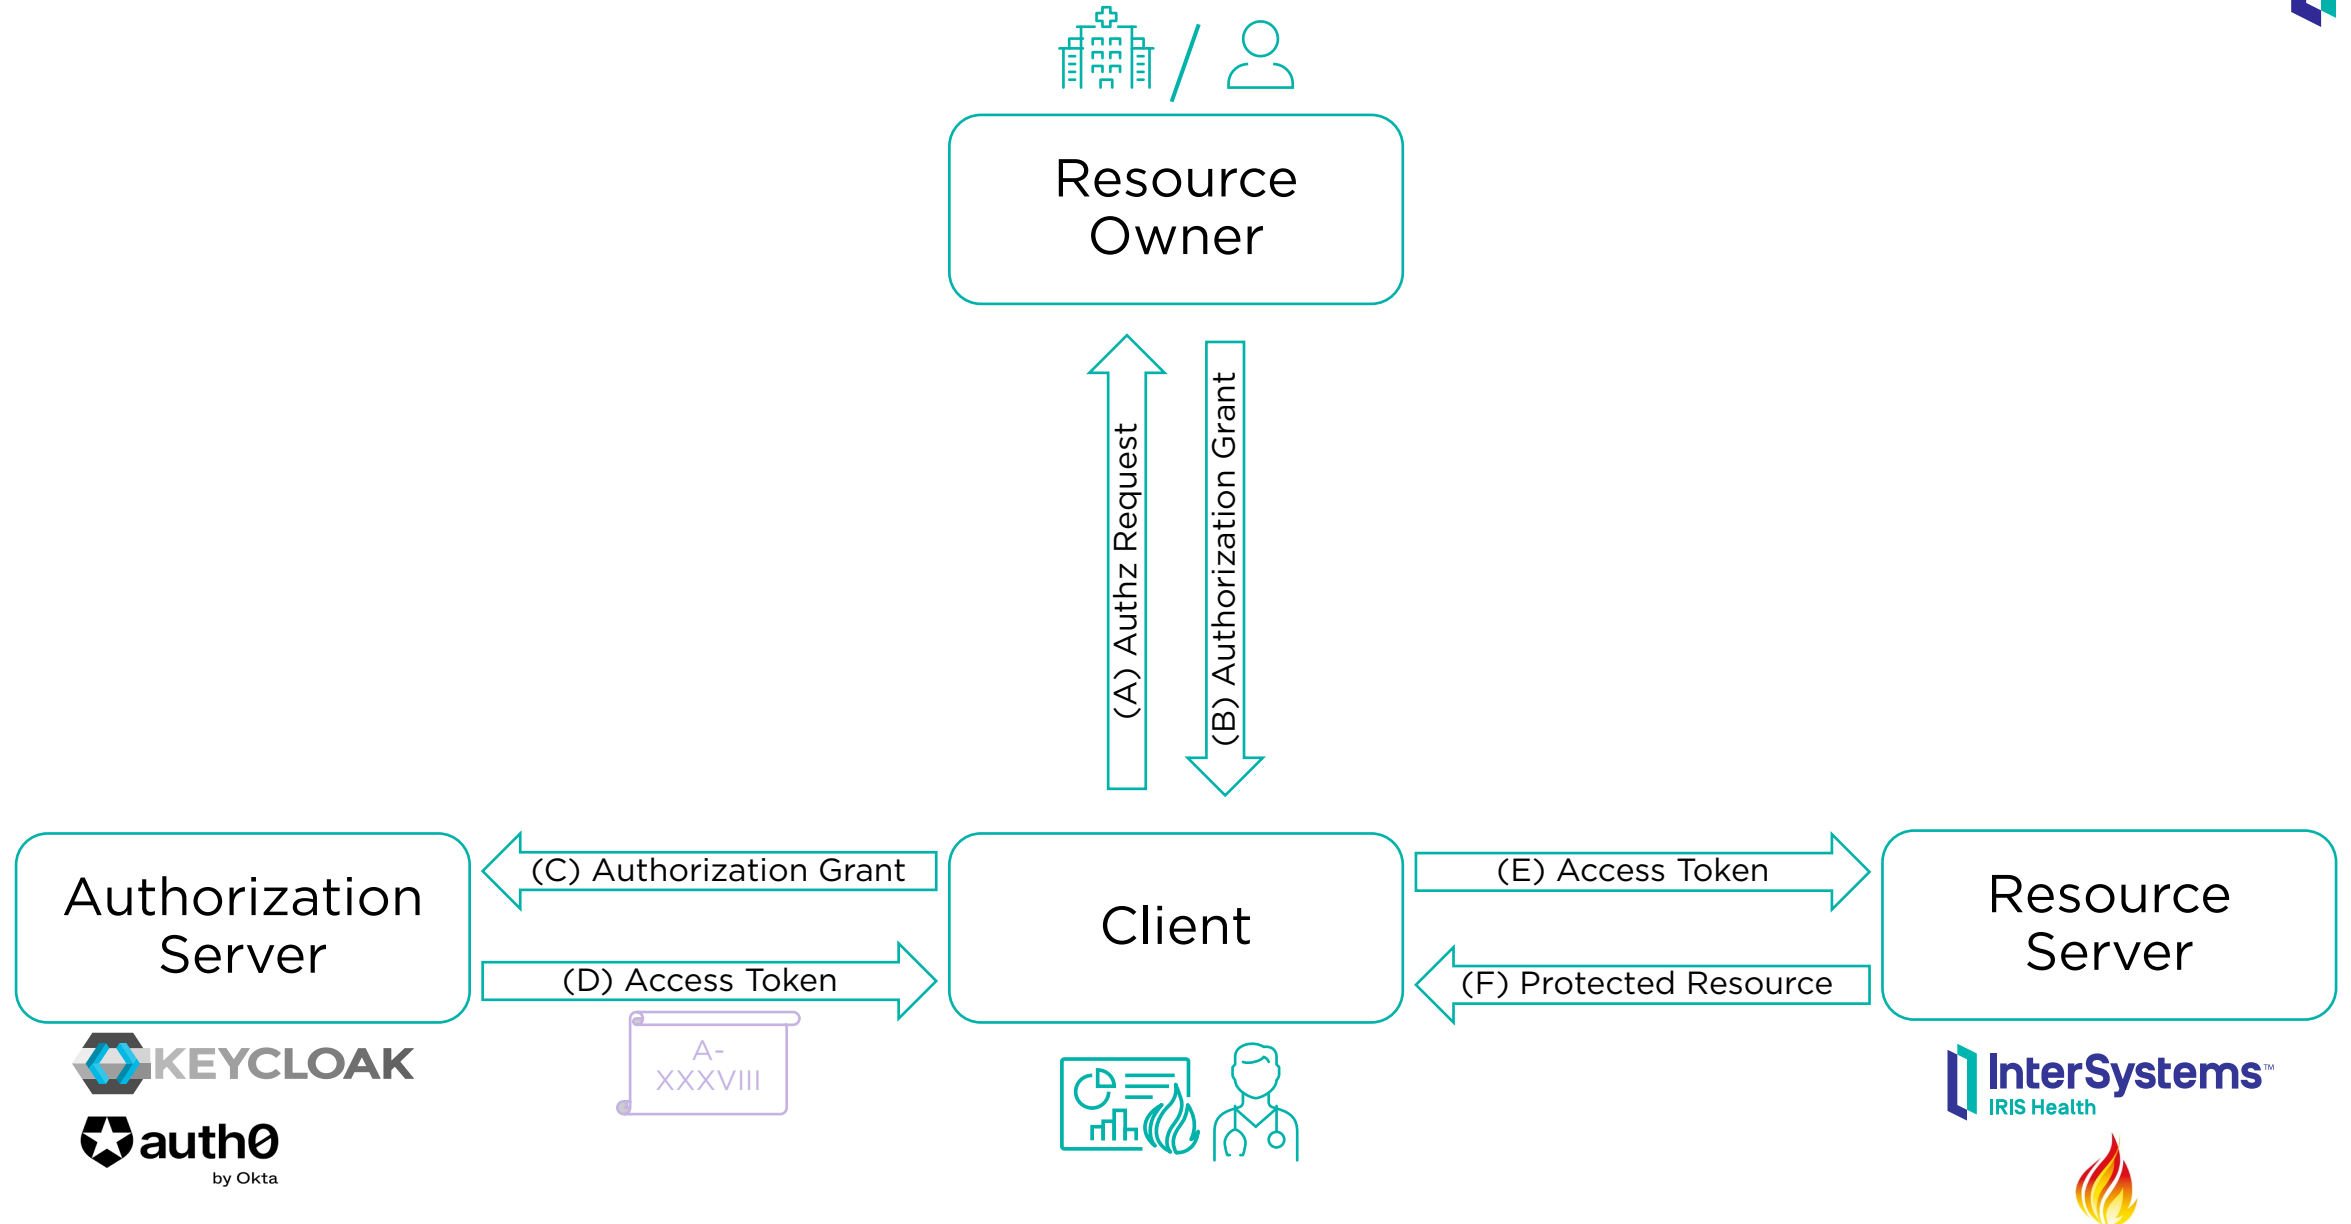 Resource
Owner
(A) Authz Request
(B) Authorization Grant
Authorization
Server
(C) Authorization Grant
(D) Access Token
Client
(E) Access Token
(F) Protected Resource
Resource
Server
A-
XXXVIII
KEYCLOAK
auth0
by Okta
InterSystems™
IRIS Health